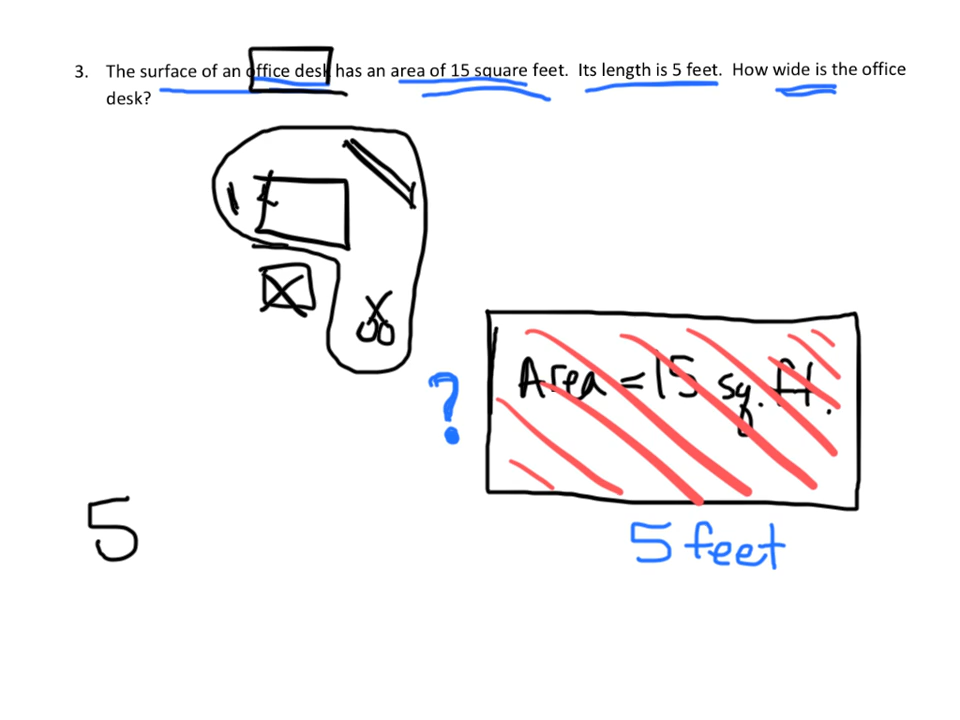 3. The surface of an office desk has an area of 15 square feet. Its length is 5 feet. How wide is the office
desk?
Area = 15 sq. ft.
?
5 feet
5